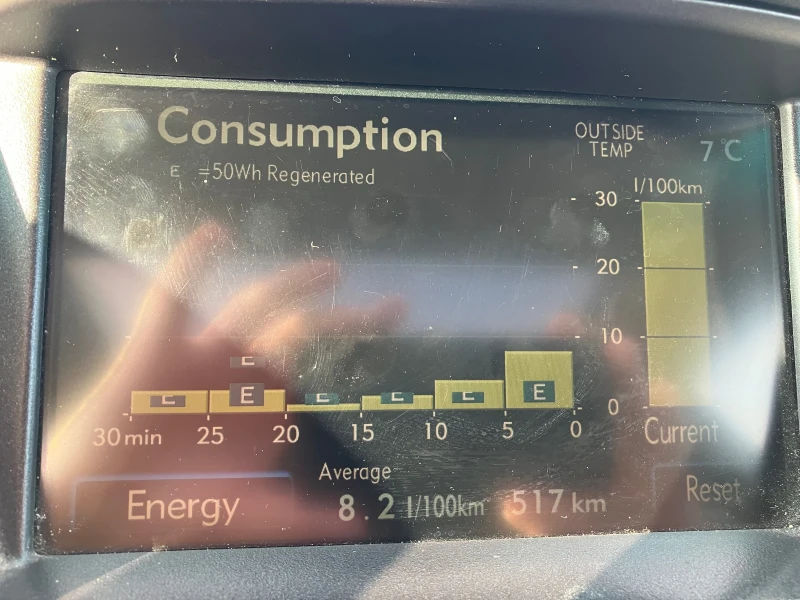 Consumption
OUTSIDE TEMP 7°C
E =50Wh Regenerated
l/100km
30
20
10
0
E
E E E E E E
30 min 25 20 15 10 5 0
Current
Average
Energy 8.2 l/100km 517 km Reset